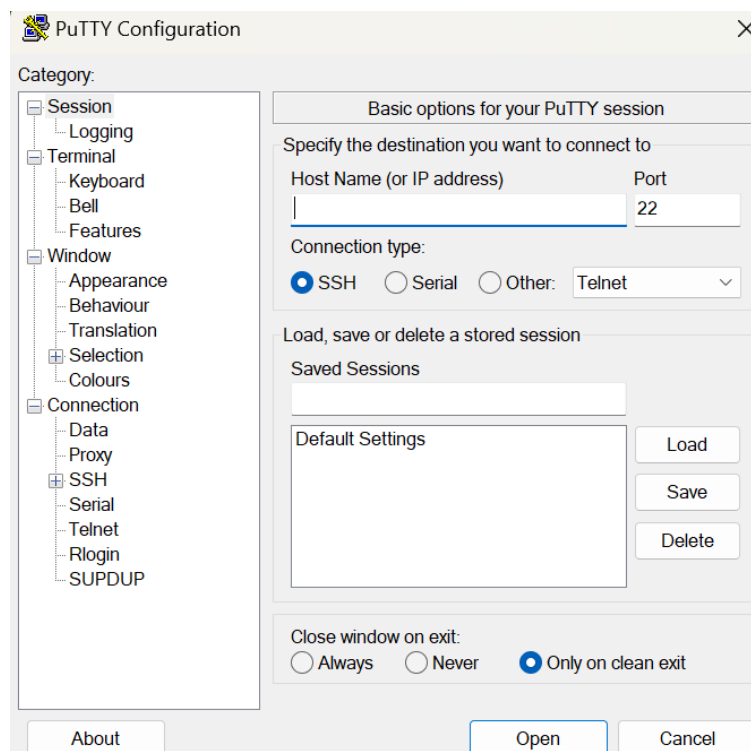 PuTTY Configuration
Category:
Session
Logging
Terminal
Keyboard
Bell
Features
Window
Appearance
Behaviour
Translation
Selection
Colours
Connection
Data
Proxy
SSH
Serial
Telnet
Rlogin
SUPDUP
Basic options for your PuTTY session
Specify the destination you want to connect to
Host Name (or IP address) Port
22
Connection type:
SSH Serial Other: Telnet
Load, save or delete a stored session
Saved Sessions
Default Settings
Load
Save
Delete
Close window on exit:
Always Never Only on clean exit
About Open Cancel